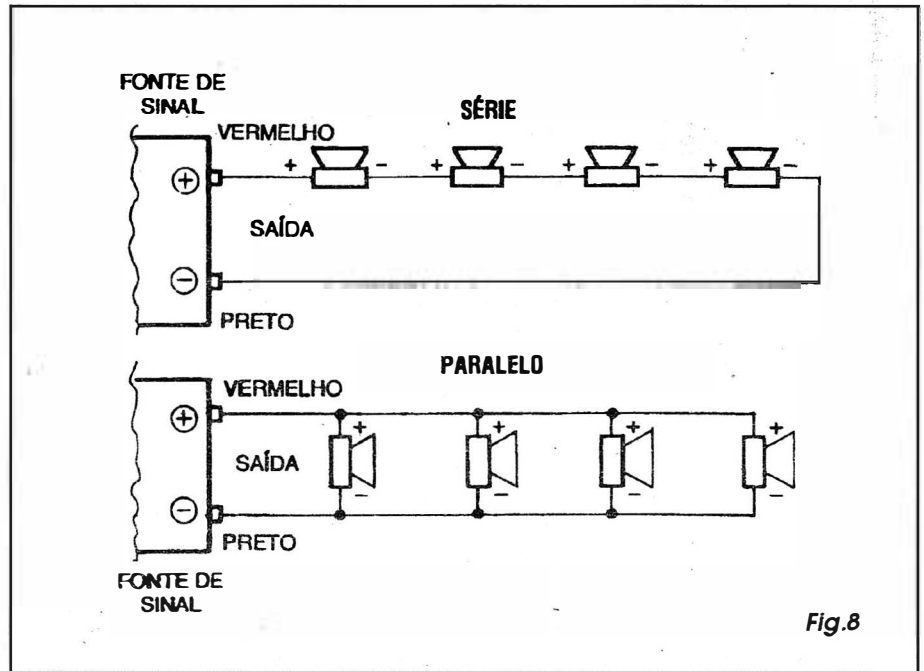 FONTE DE
SINAL
SÉRIE
VERMELHO
+ - + - + - + -
+
SAÍDA
-
PRETO
PARALELO
VERMELHO
+
+ + + +
SAÍDA
- - - -
-
PRETO
FONTE DE
SINAL
Fig.8